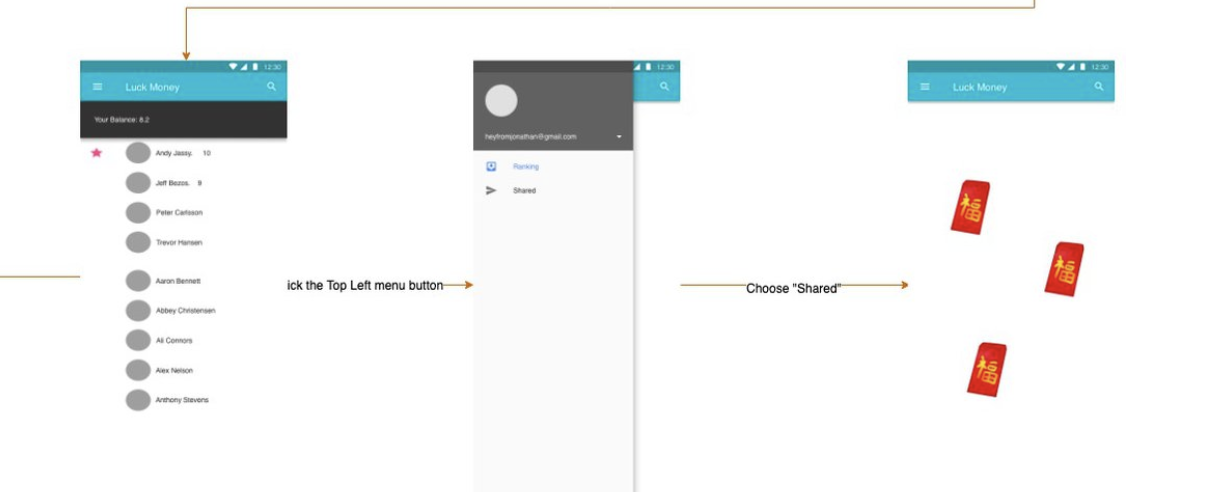 12:30
Luck Money
Your Balance: 8.2
Andy Jassy. 10
Jeff Bezos. 9
Peter Carlsson
Trevor Hansen
Aaron Bennett
Abbey Christensen
Ali Connors
Alex Nelson
Anthony Stevens
ick the Top Left menu button
12:30
heyfromjonathan@gmail.com
Ranking
Shared
Choose "Shared"
12:30
Luck Money
福
福
福